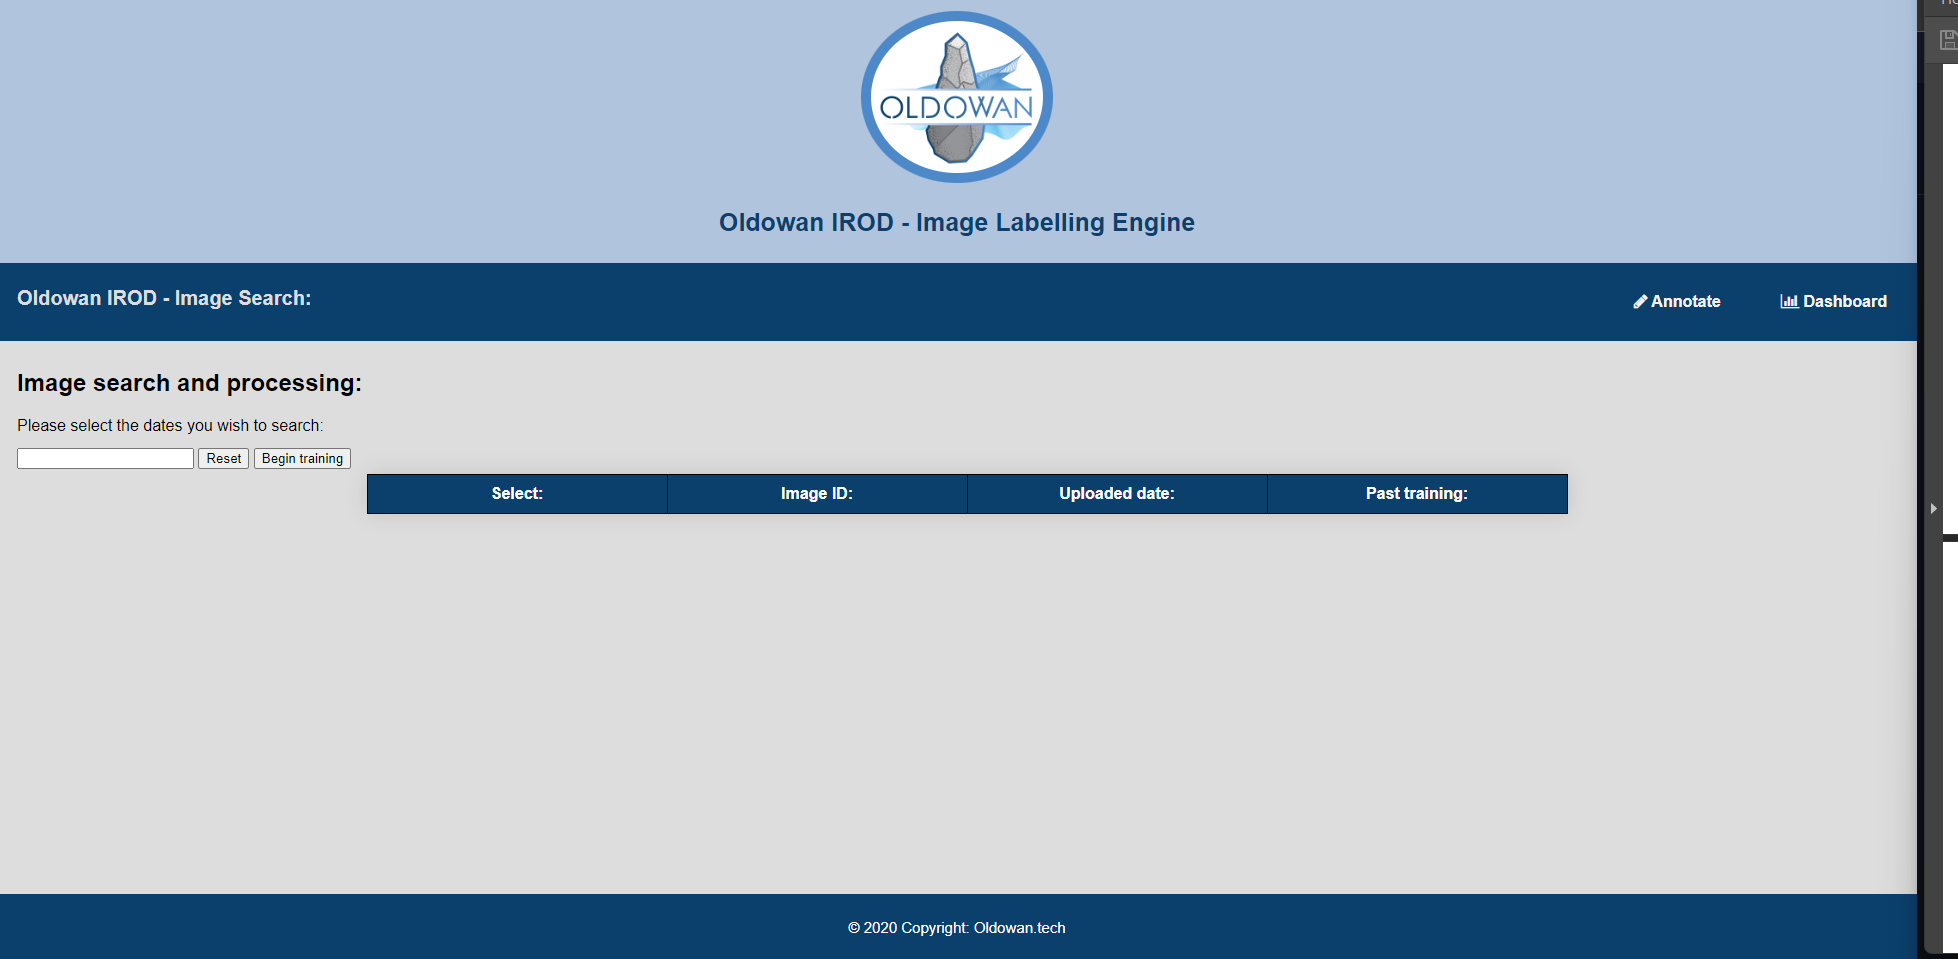 OLDOWAN
Oldowan IROD - Image Labelling Engine
Oldowan IROD - Image Search:
Annotate Dashboard
Image search and processing:
Please select the dates you wish to search:
Reset Begin training
Select: Image ID: Uploaded date: Past training:
© 2020 Copyright: Oldowan.tech